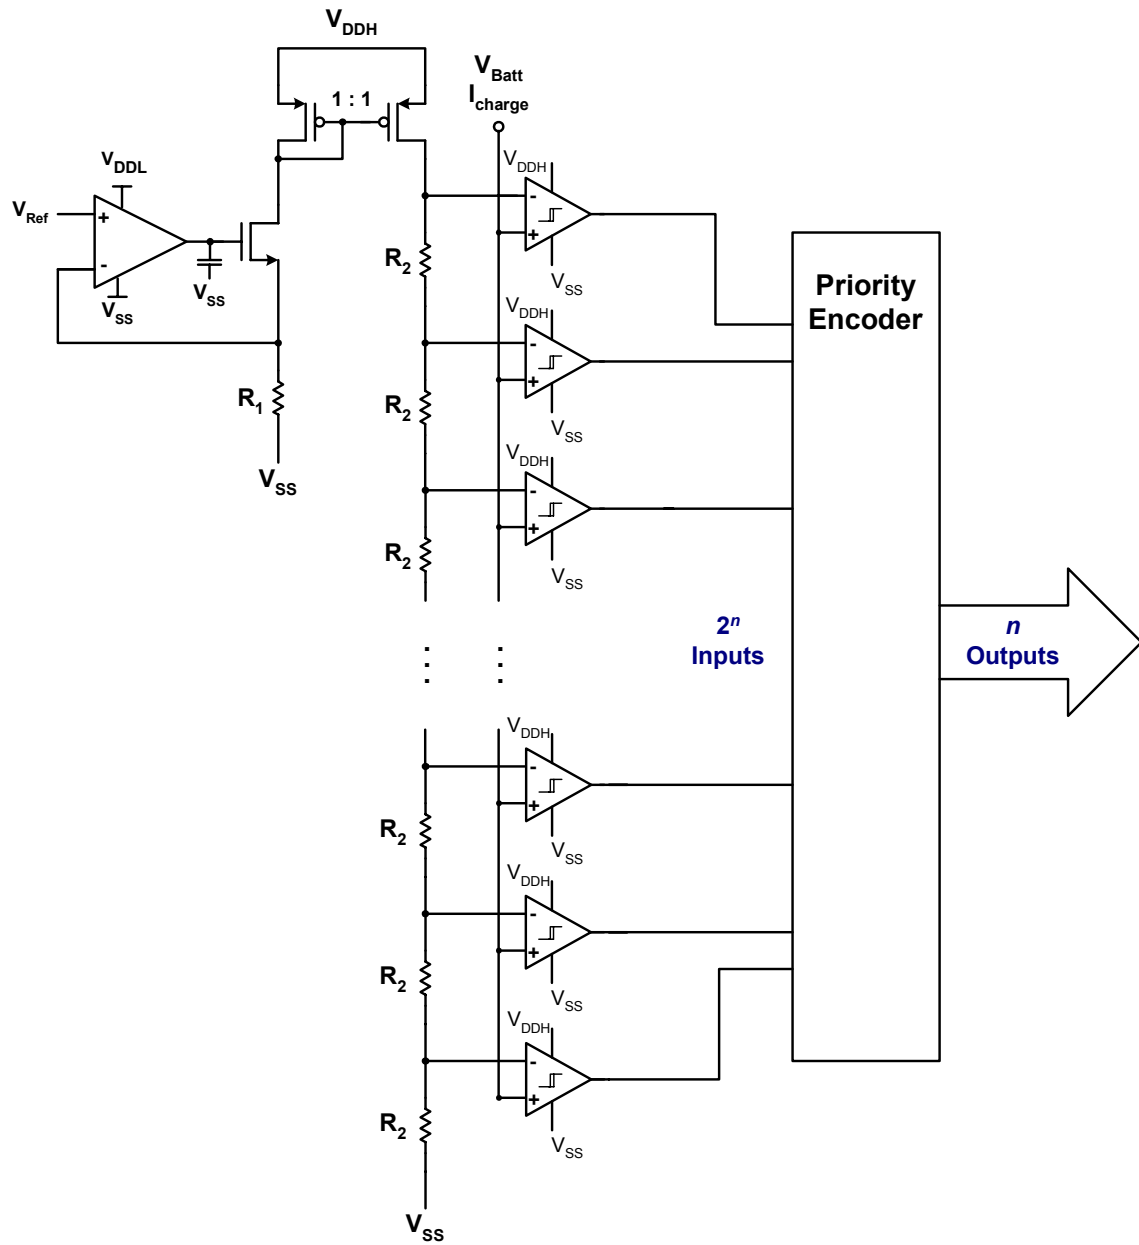 VDDH
1 : 1
VBatt
Icharge
VDDL
VRef
+
-
VSS
VSS
R1
VSS
VDDH
-
+
VSS
R2
VDDH
-
+
VSS
R2
VDDH
-
+
VSS
R2
Priority
Encoder
2n
Inputs
n
Outputs
VDDH
-
+
VSS
R2
VDDH
-
+
VSS
R2
VDDH
-
+
VSS
R2
VSS